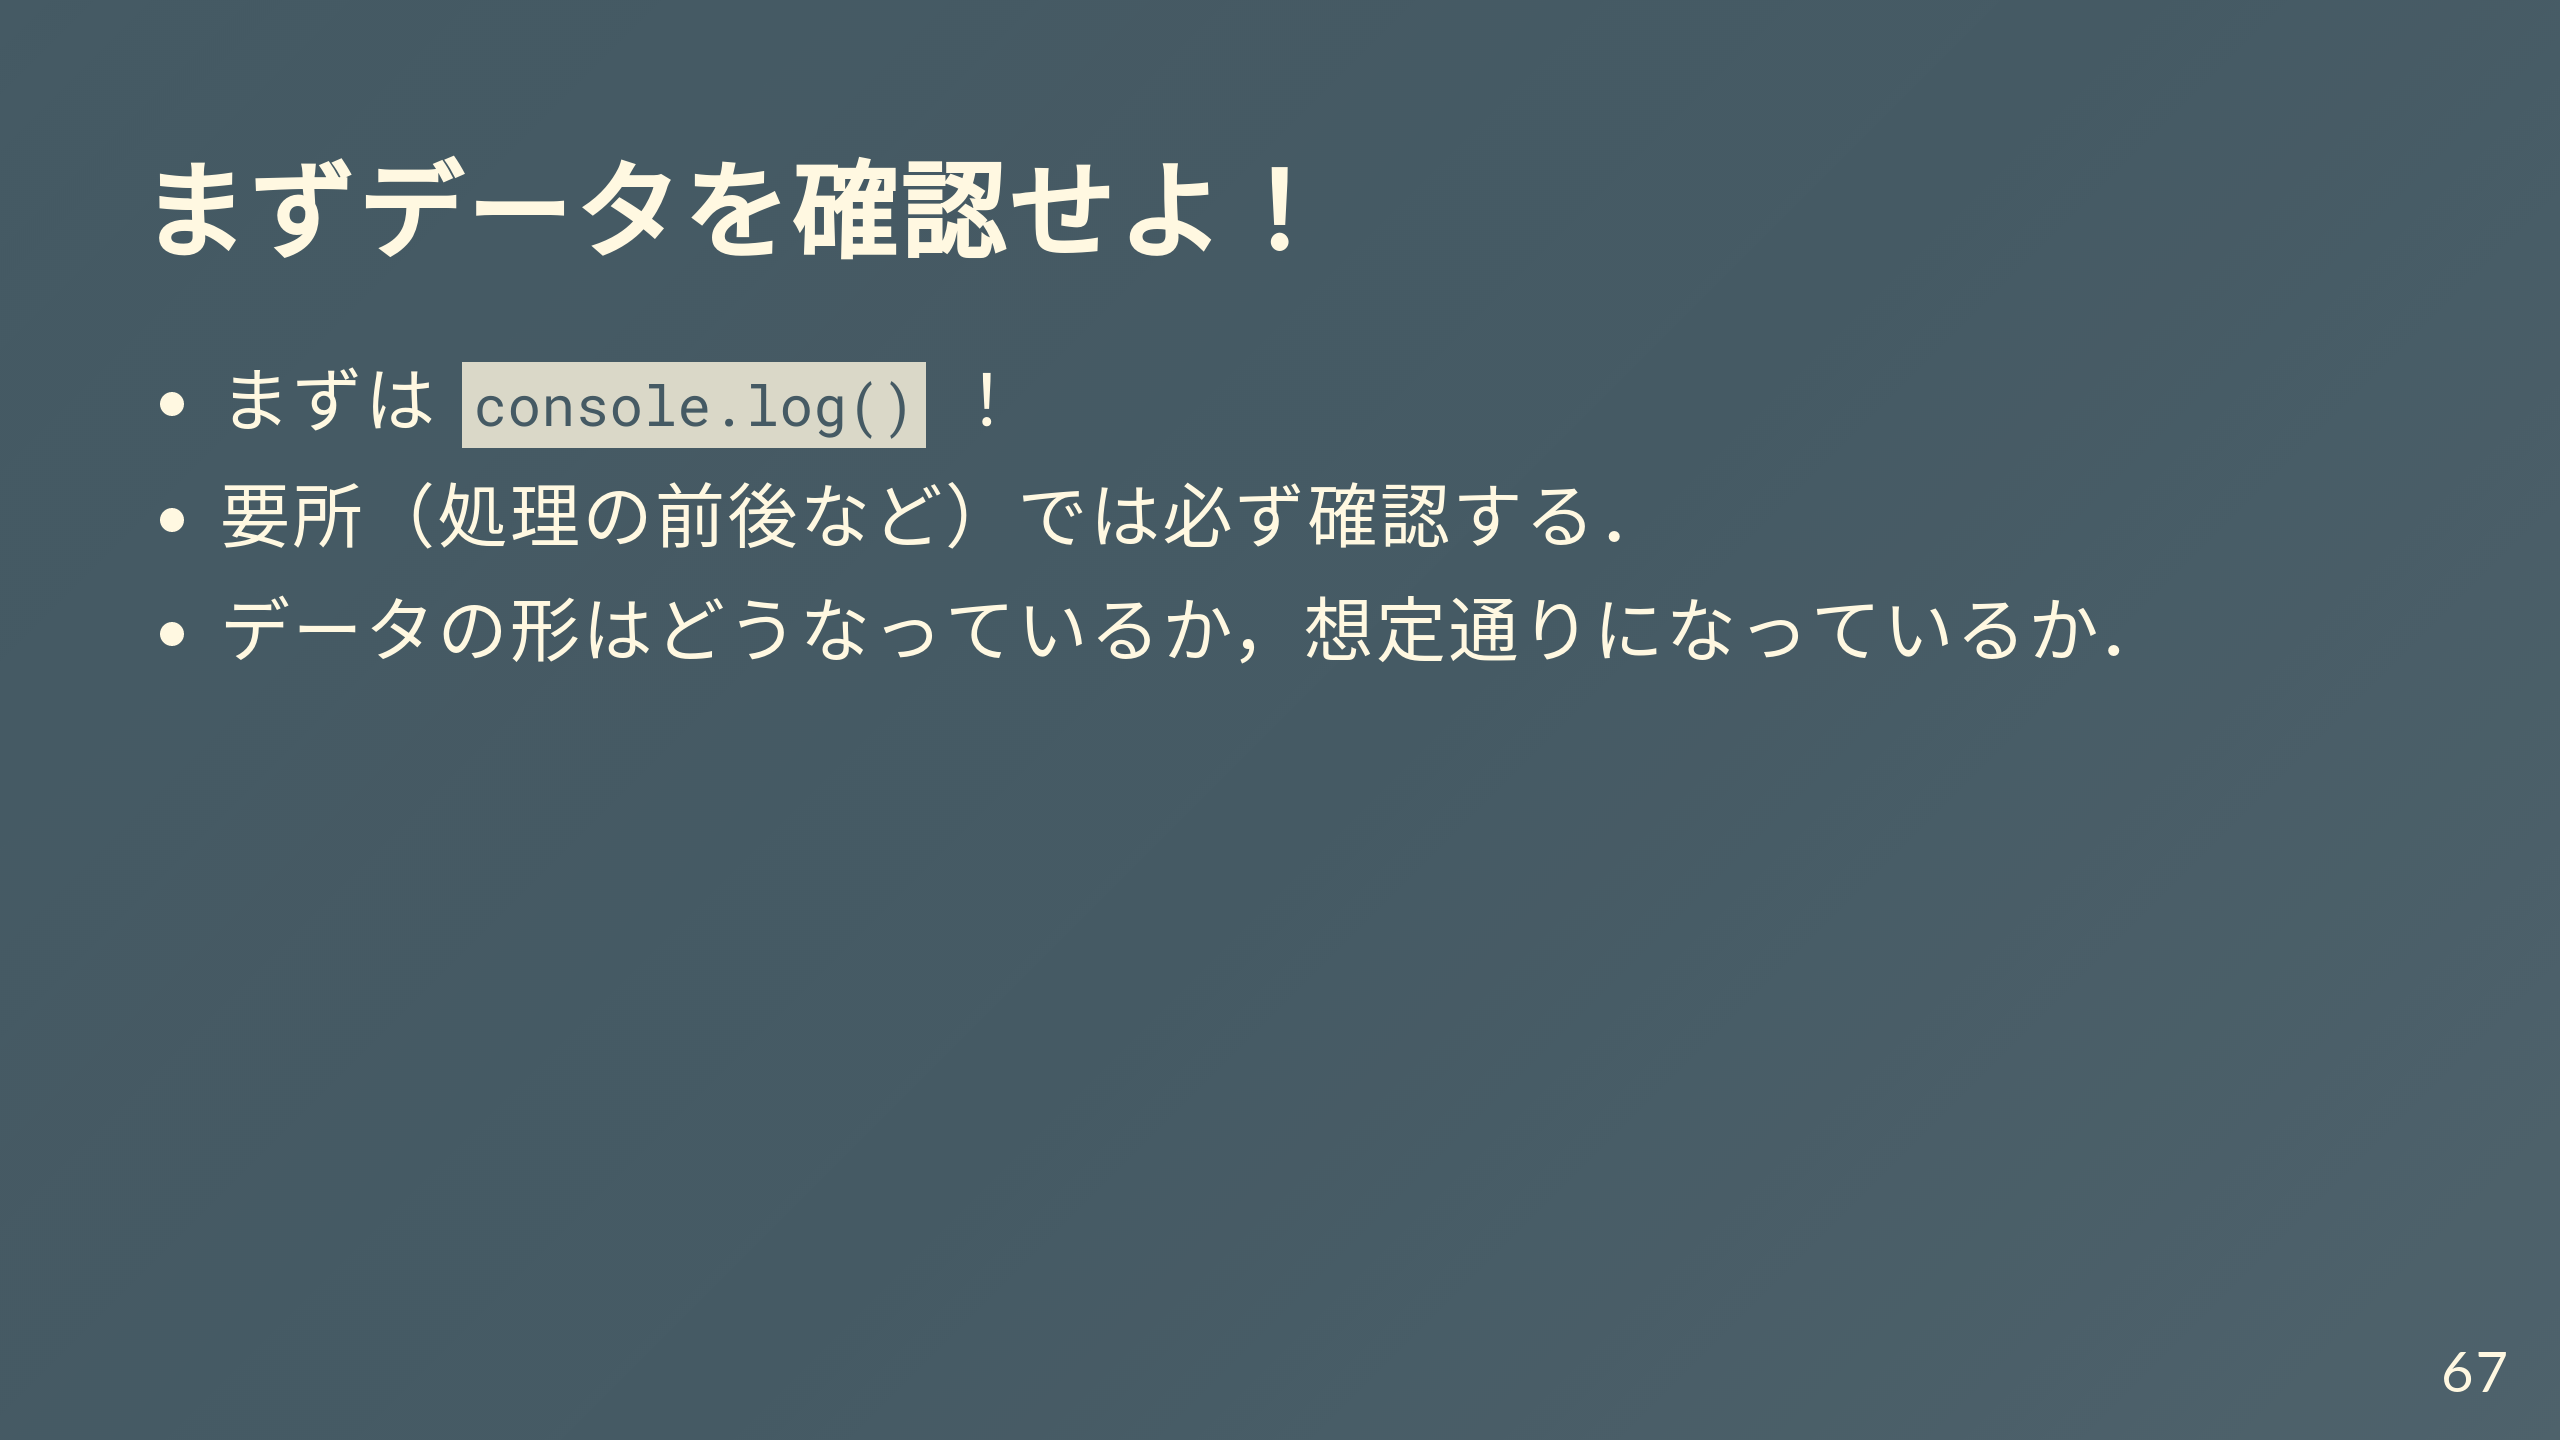 まずデータを確認せよ！
• まずは console.log() ！
• 要所（処理の前後など）では必ず確認する．
• データの形はどうなっているか，想定通りになっているか．
67